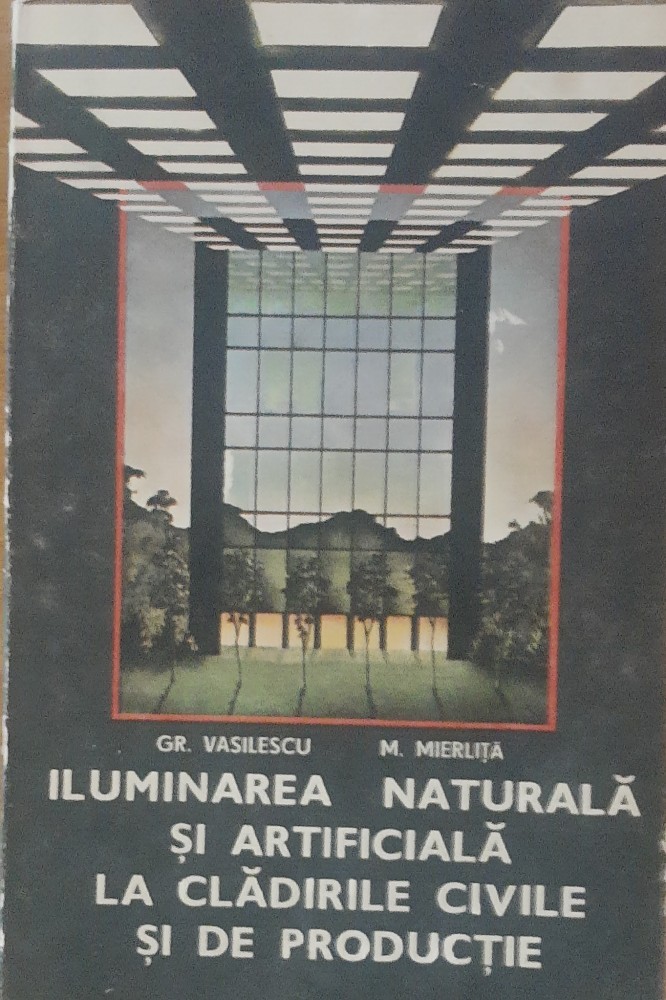 GR. VASILESCU M. MIERLIȚĂ
ILUMINAREA NATURALĂ
ȘI ARTIFICIALĂ
LA CLĂDIRILE CIVILE
ȘI DE PRODUCȚIE